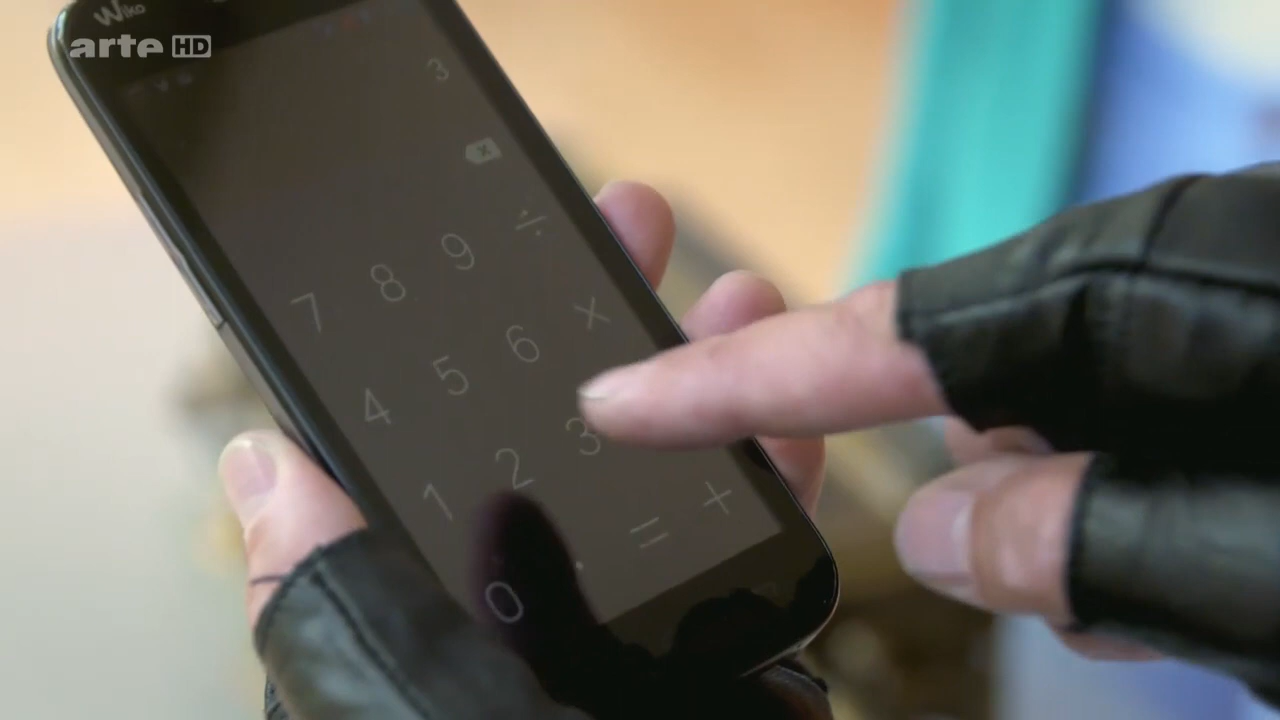 Wiko
arte HD
3
x
7 8 9 ÷
4 5 6 ×
1 2 3
0 . = +